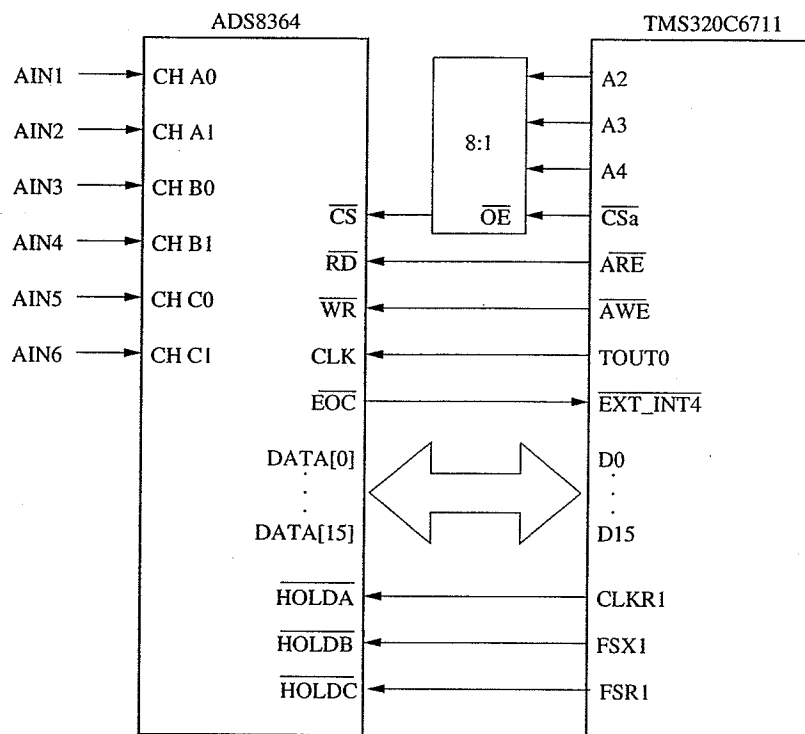 ADS8364
TMS320C6711
AIN1
CH A0
A2
AIN2
CH A1
A3
8:1
AIN3
CH B0
A4
CS
OE
CSa
AIN4
CH B1
RD
ARE
AIN5
CH C0
WR
AWE
AIN6
CH C1
CLK
TOUT0
EOC
EXT_INT4
DATA[0]
D0
DATA[15]
D15
HOLDA
CLKR1
HOLDB
FSX1
HOLDC
FSR1